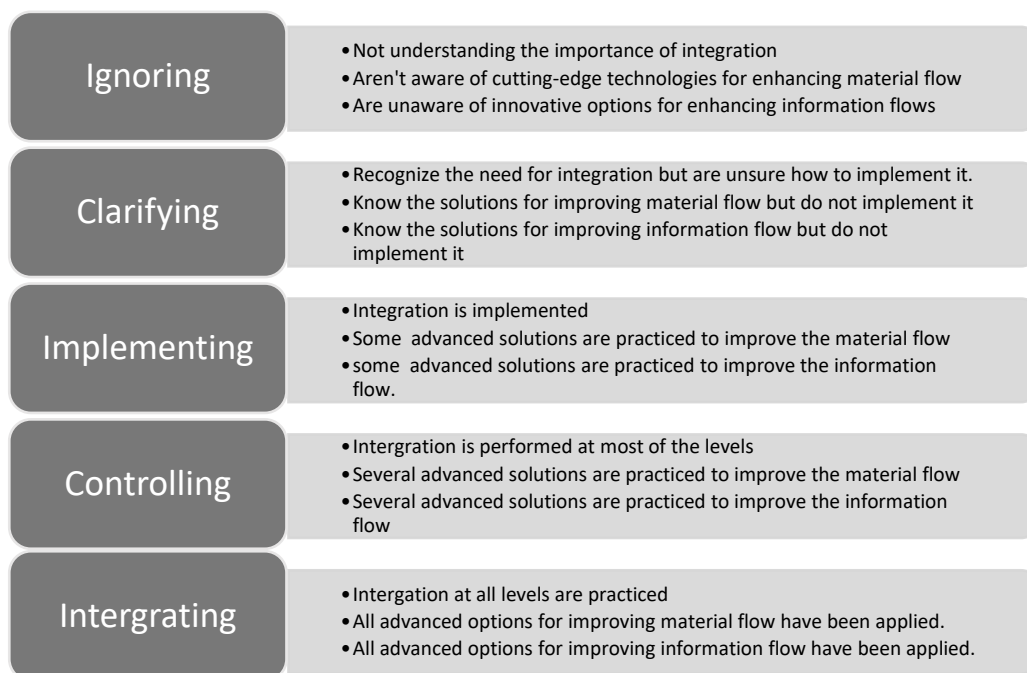 Ignoring
•Not understanding the importance of integration
•Aren't aware of cutting-edge technologies for enhancing material flow
•Are unaware of innovative options for enhancing information flows
Clarifying
•Recognize the need for integration but are unsure how to implement it.
•Know the solutions for improving material flow but do not implement it
•Know the solutions for improving information flow but do not
implement it
Implementing
•Integration is implemented
•Some  advanced solutions are practiced to improve the material flow
•some  advanced solutions are practiced to improve the information
flow.
Controlling
•Intergration is performed at most of the levels
•Several advanced solutions are practiced to improve the material flow
•Several advanced solutions are practiced to improve the information
flow
Intergrating
•Intergation at all levels are practiced
•All advanced options for improving material flow have been applied.
•All advanced options for improving information flow have been applied.